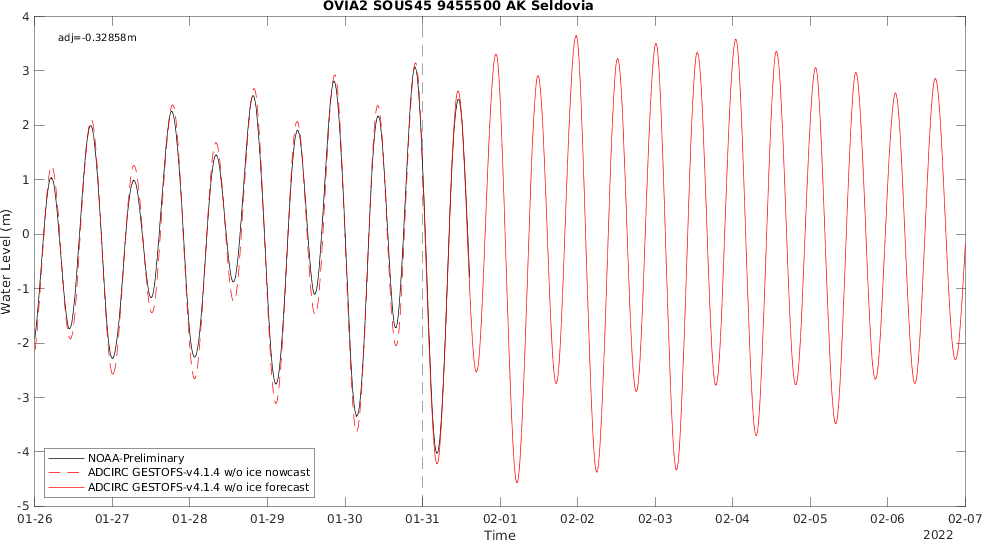 OVIA2 SOUS45 9455500 AK Seldovia
adj=-0.32858m
4
3
2
1
0
-1
-2
-3
-4
-5
Water Level (m)
NOAA-Preliminary
ADCIRC GESTOFS-v4.1.4 w/o ice nowcast
ADCIRC GESTOFS-v4.1.4 w/o ice forecast
01-26 01-27 01-28 01-29 01-30 01-31 02-01 02-02 02-03 02-04 02-05 02-06 02-07
Time
2022